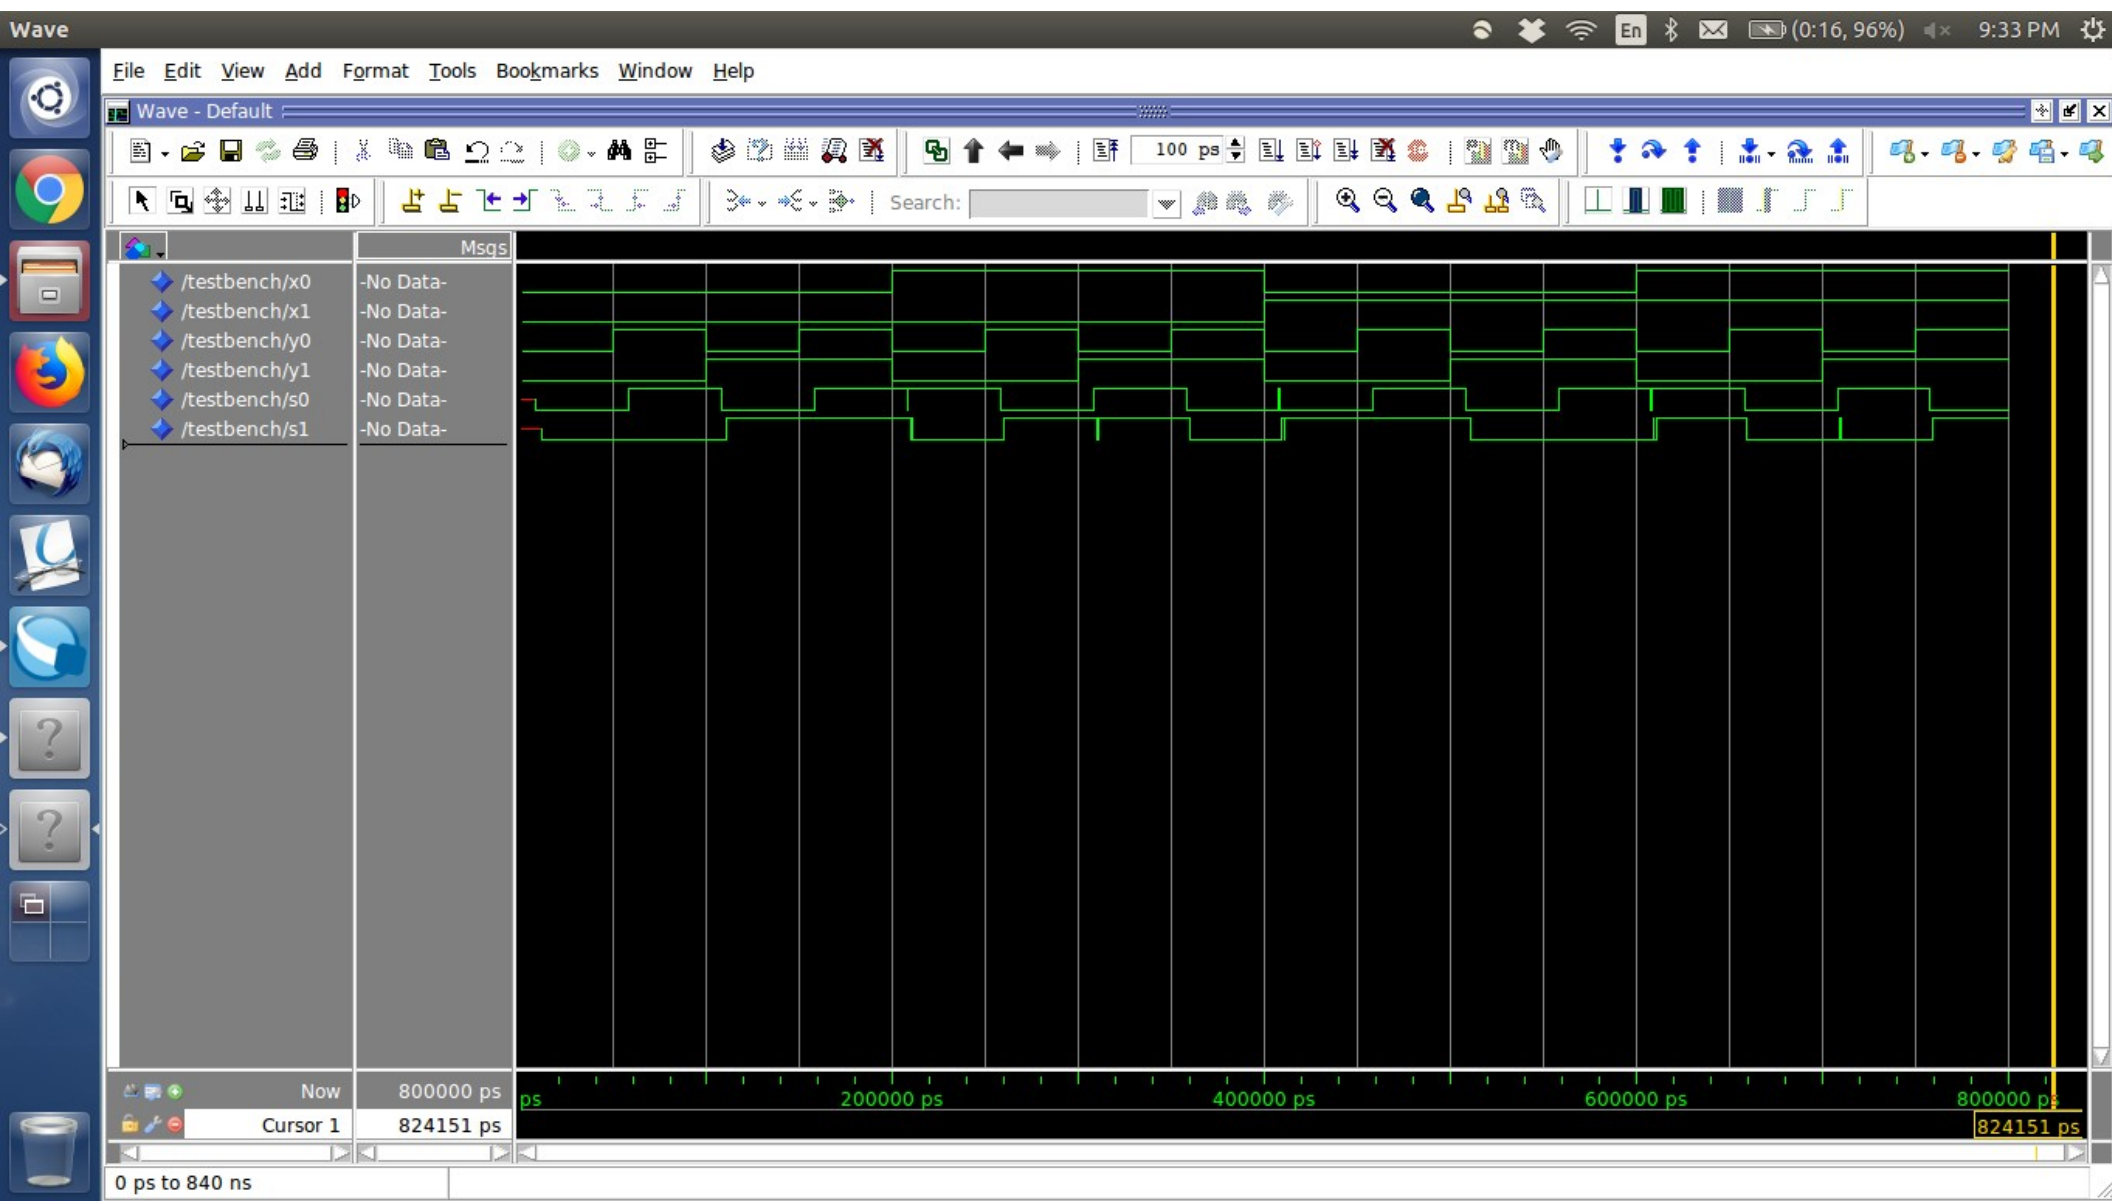 Wave
En
(0:16, 96%)
9:33 PM
File Edit View Add Format Tools Bookmarks Window Help
Wave - Default
100 ps
Search:
Msgs
/testbench/x0 -No Data-
/testbench/x1 -No Data-
/testbench/y0 -No Data-
/testbench/y1 -No Data-
/testbench/s0 -No Data-
/testbench/s1 -No Data-
Now 800000 ps
ps 200000 ps 400000 ps 600000 ps 800000 ps
Cursor 1 824151 ps
824151 ps
0 ps to 840 ns